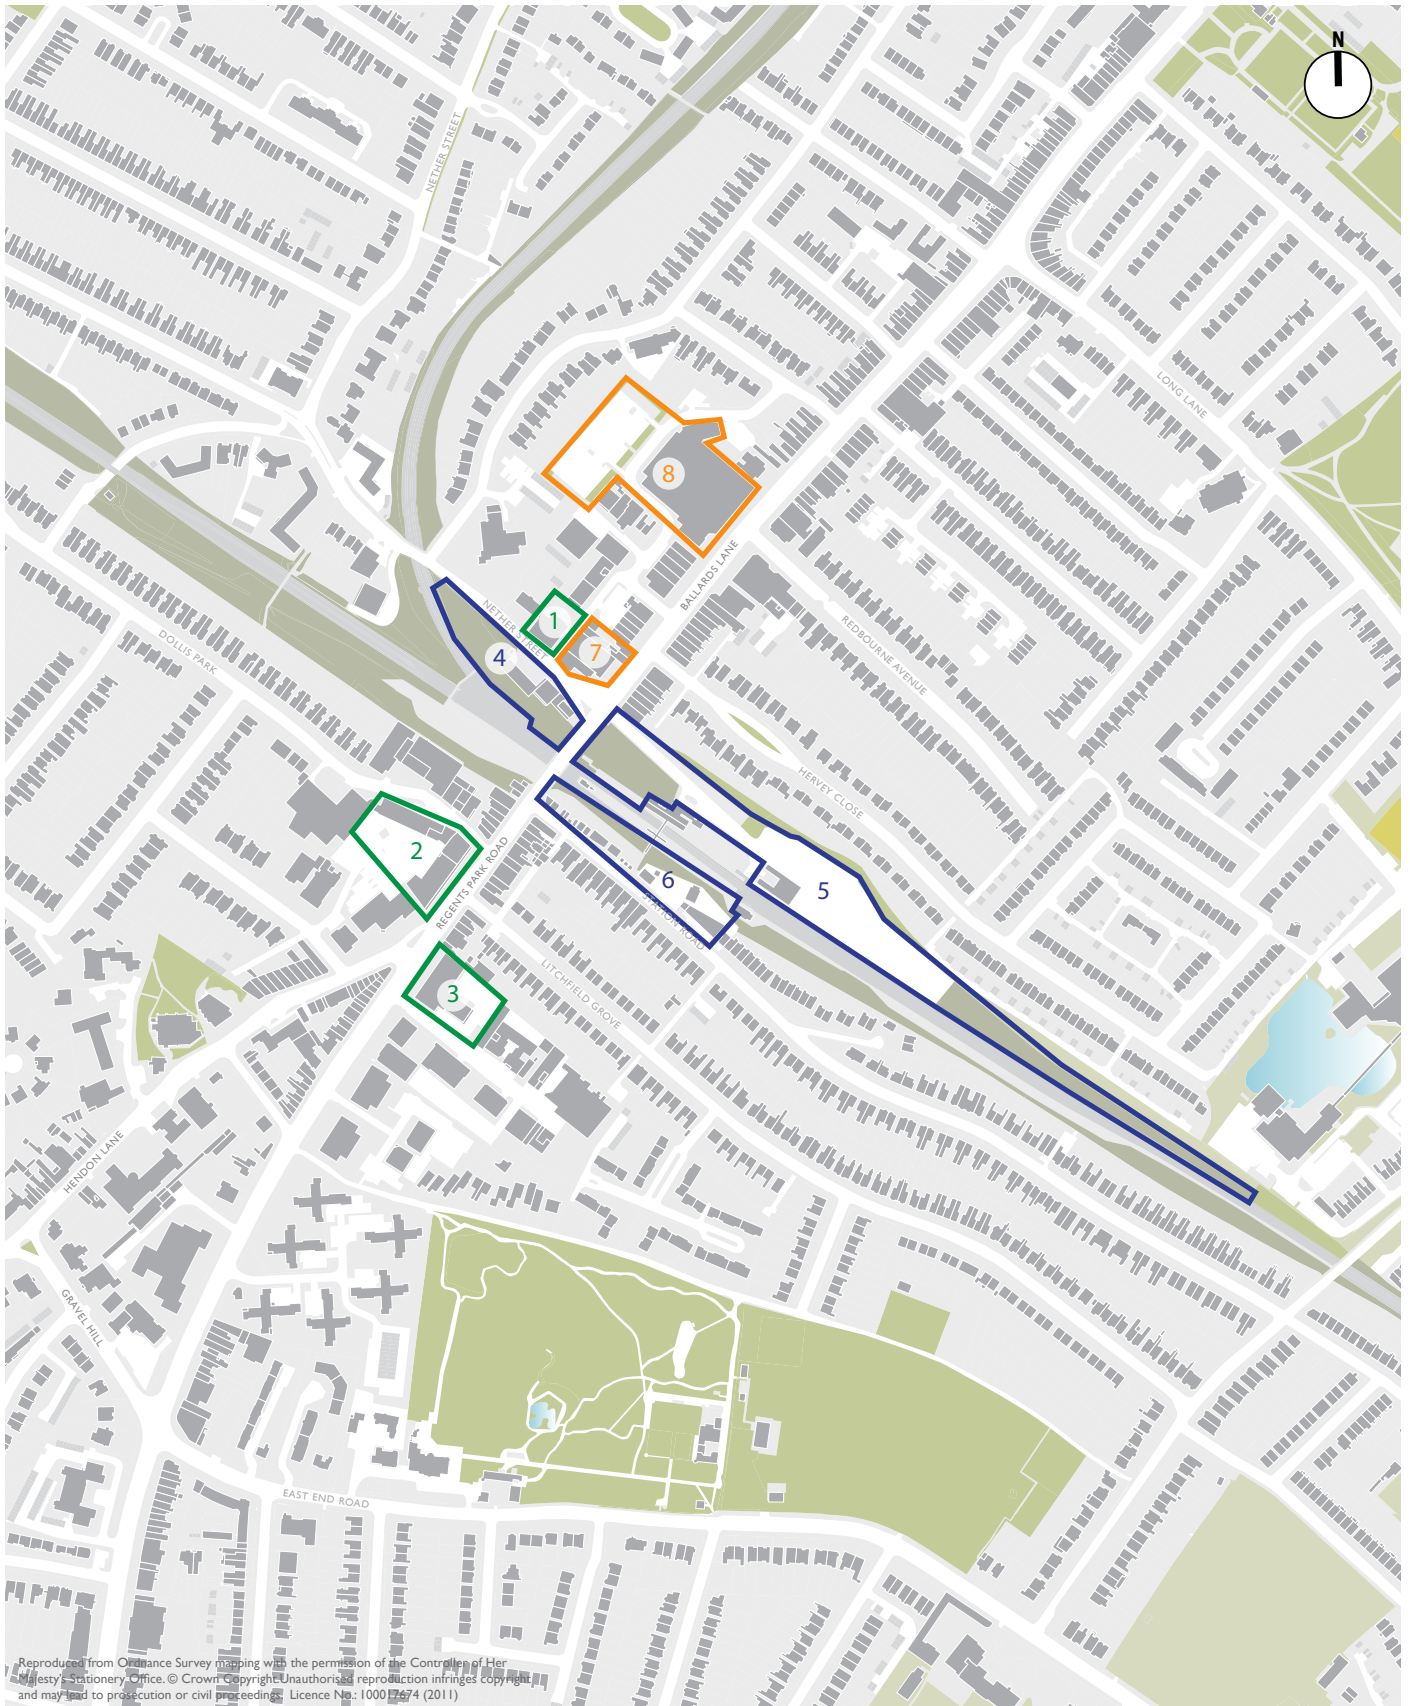 N
NETHER STREET
LONG LANE
8
BALLARDS LANE
NETHER STREET
1
7
4
REDBOURNE AVENUE
DOLLIS PARK
HERVEY CLOSE
2
REGENTS PARK ROAD
6
5
STATION ROAD
3
LITCHFIELD GROVE
HENDON LANE
GRAVEL HILL
EAST END ROAD
Reproduced from Ordnance Survey mapping with the permission of the Controller of Her
Majesty's Stationery Office. © Crown Copyright.Unauthorised reproduction infringes copyright
and may lead to prosecution or civil proceedings. Licence No.: 100017674 (2011)